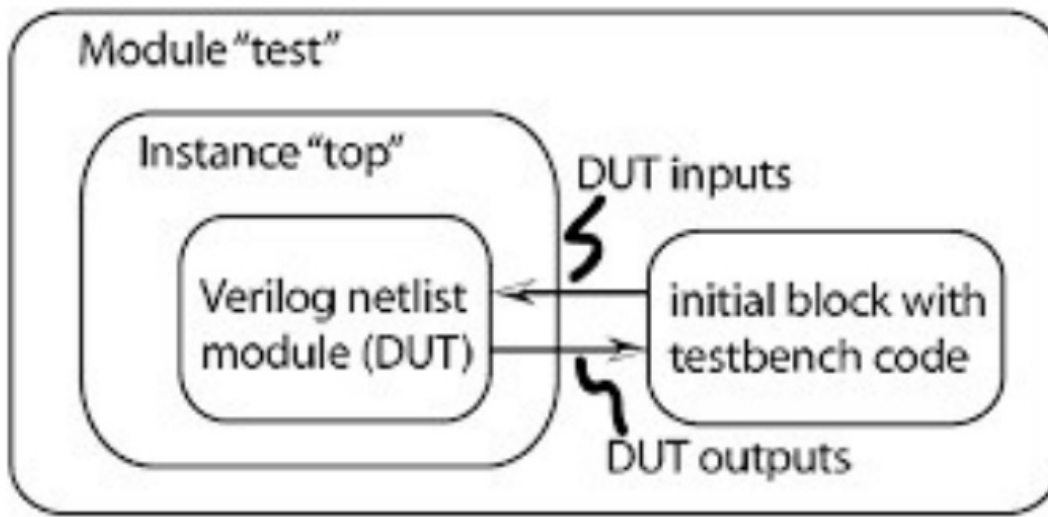 Module “test”
Instance “top”
DUT inputs
Verilog netlist
module (DUT)
initial block with
testbench code
DUT outputs